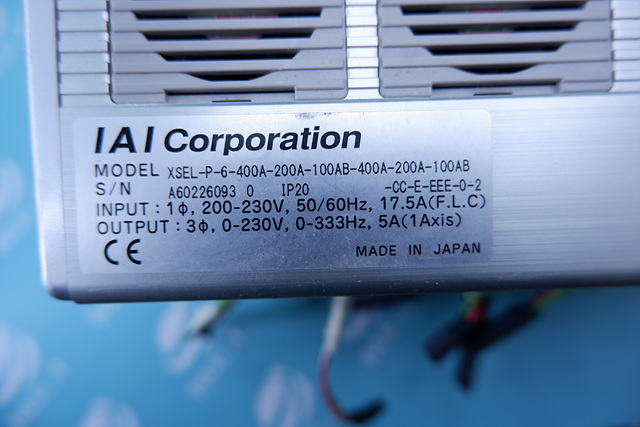 IAI Corporation
MODEL XSEL-P-6-400A-200A-100AB-400A-200A-100AB
S/N A60226093 0 IP20 -CC-E-EEE-0-2
INPUT : 1Φ, 200-230V, 50/60Hz, 17.5A(F.L.C)
OUTPUT : 3Φ, 0-230V, 0-333Hz, 5A(1Axis)
CE MADE IN JAPAN